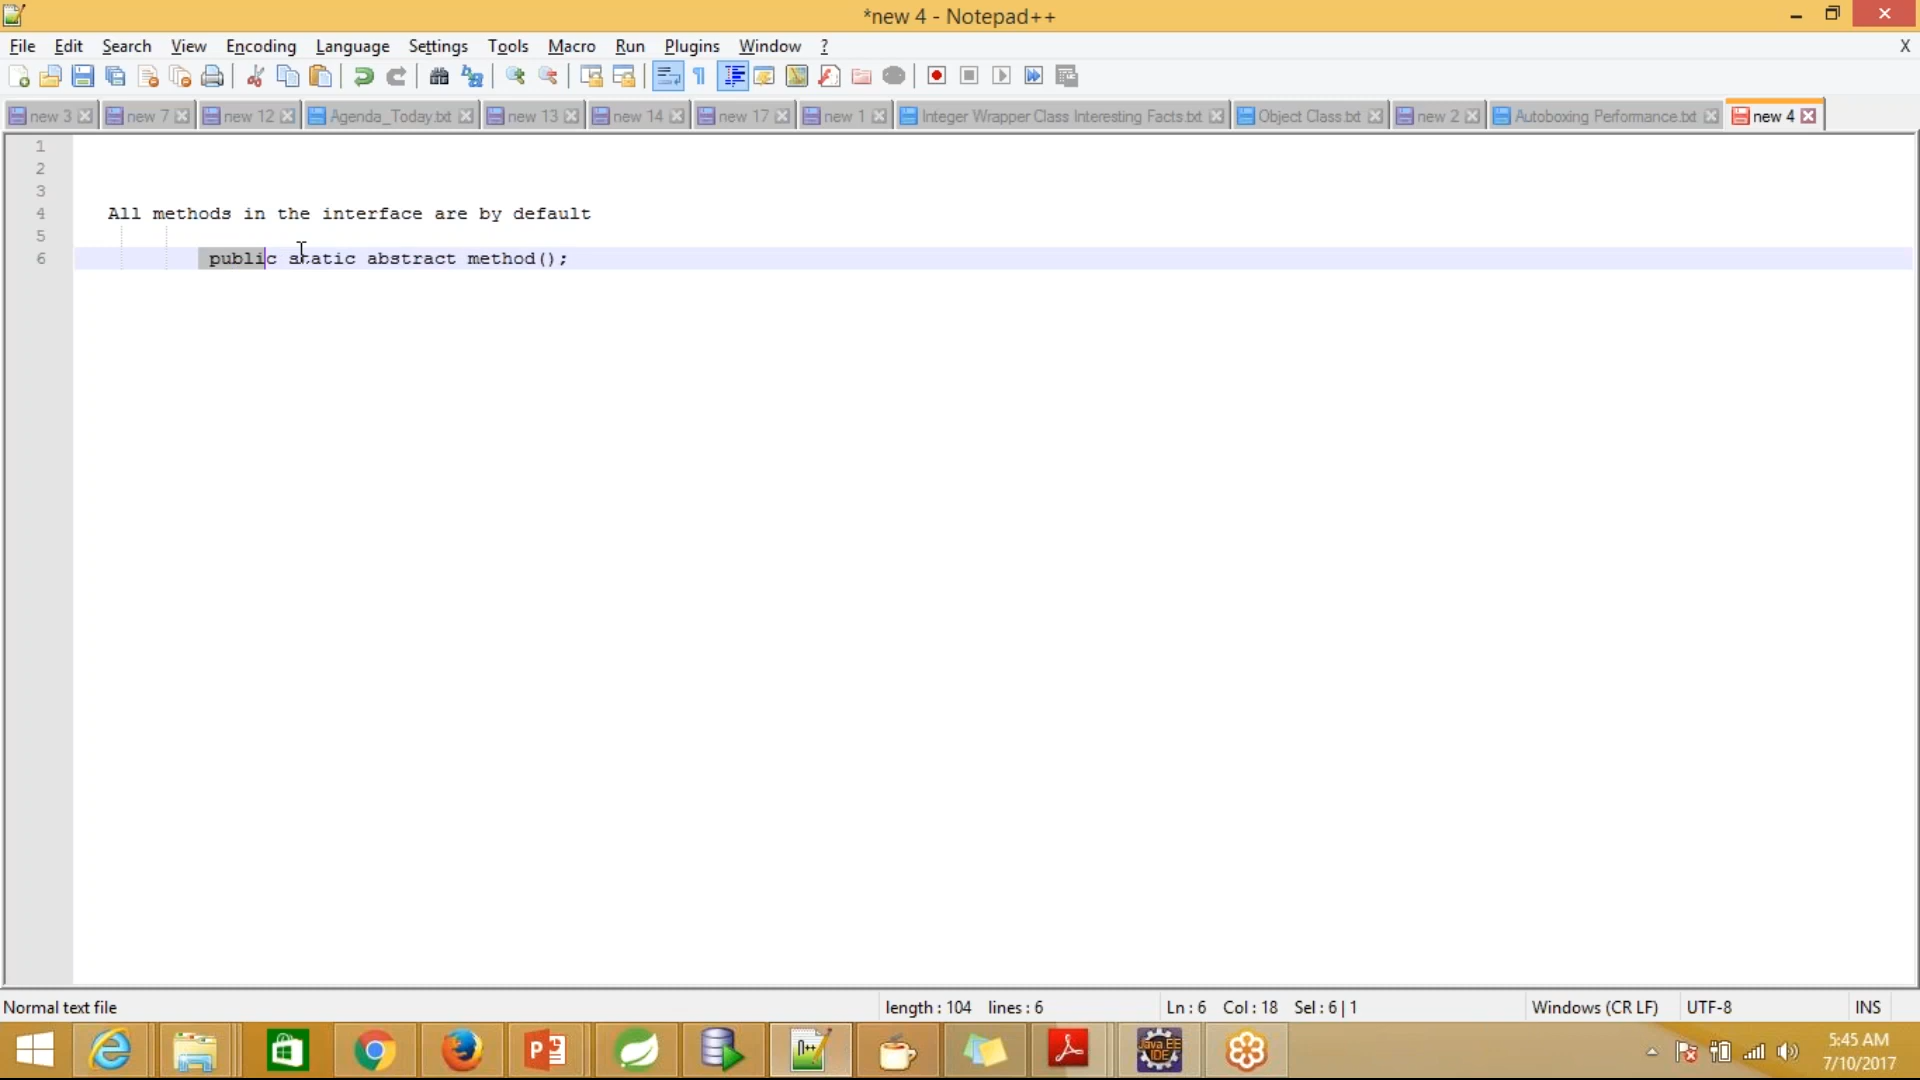 *new 4 - Notepad++
File Edit Search View Encoding Language Settings Tools Macro Run Plugins Window ? X
new 3 new 7 new 12 Agenda_Today.txt new 13 new 14 new 17 new 1 Integer Wrapper Class Interesting Facts.txt Object Class.txt new 2 Autoboxing Performance.txt new 4
1
2
3
4 All methods in the interface are by default
5
6 public static abstract method();
Normal text file length : 104 lines : 6 Ln : 6 Col : 18 Sel : 6 | 1 Windows (CR LF) UTF-8 INS
5:45 AM
7/10/2017